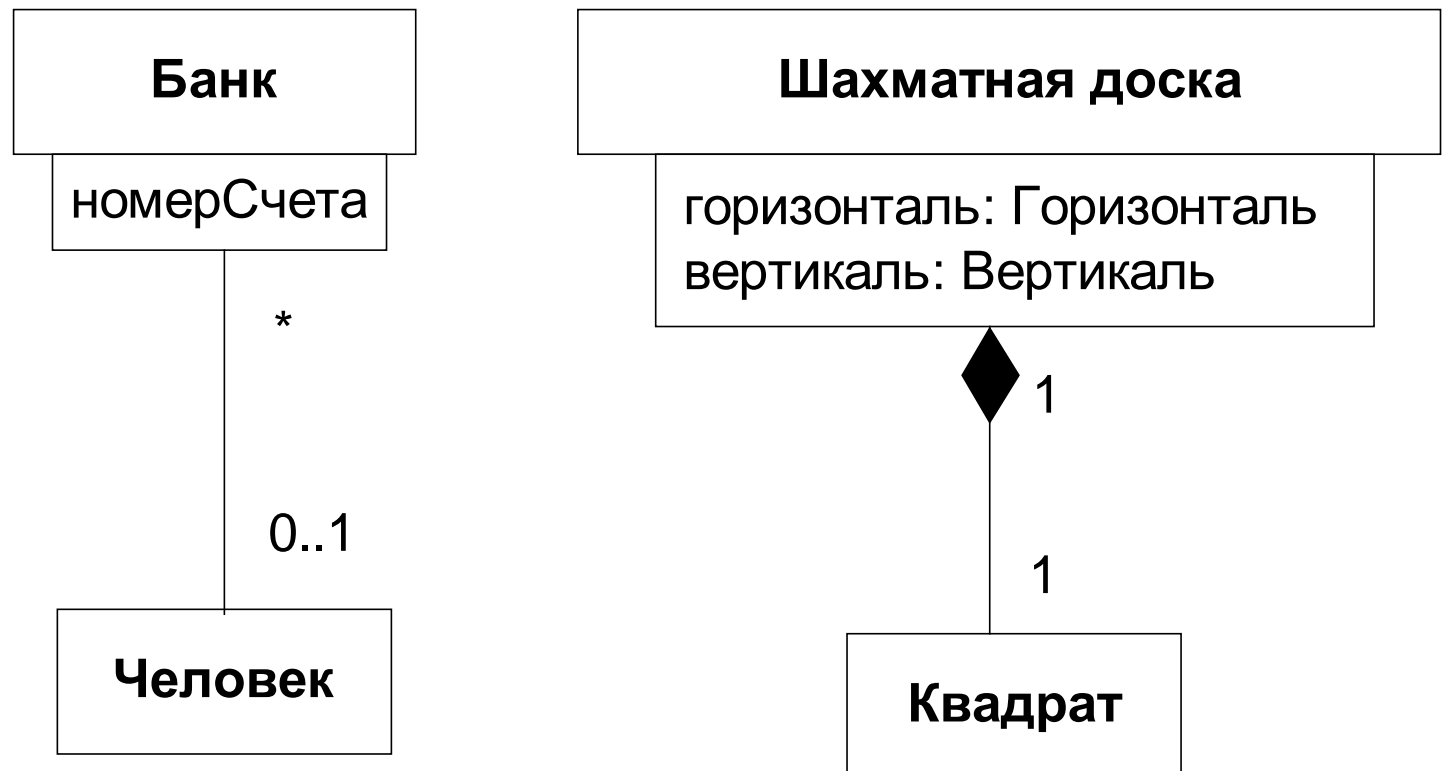 Банк
номерСчета
*
0..1
Человек
Шахматная доска
горизонталь: Горизонталь
вертикаль: Вертикаль
1
1
Квадрат